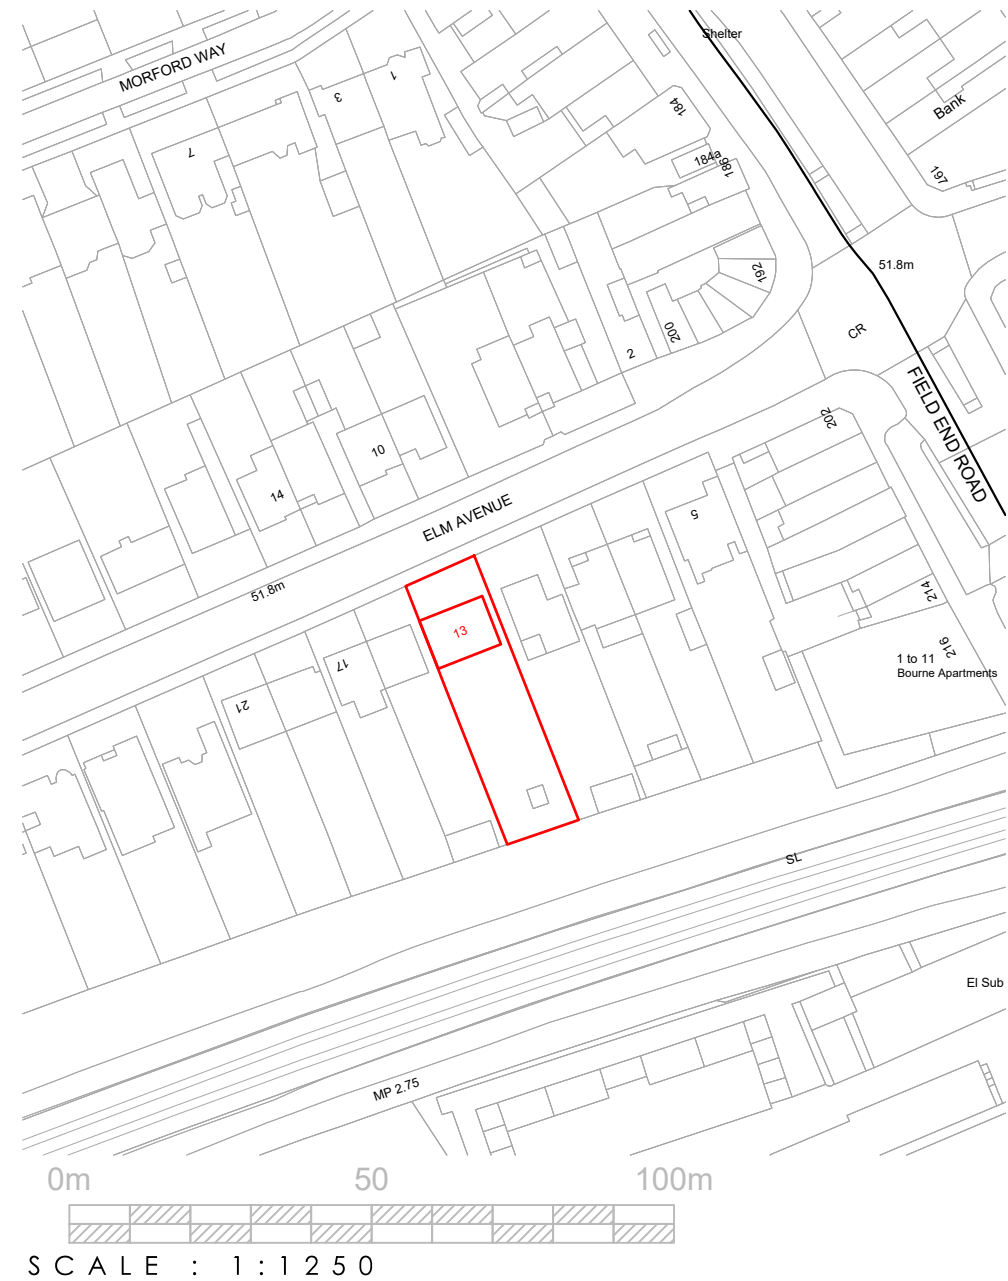 Shelter
MORFORD WAY
1
3
184
Bank
7
184a
186
197
192
51.8m
200
2
CR
FIELD END ROAD
202
10
14
ELM AVENUE
5
51.8m
13
214
216
17
1 to 11
Bourne Apartments
21
SL
El Sub
MP 2.75
0m 50 100m
SCALE : 1:1250